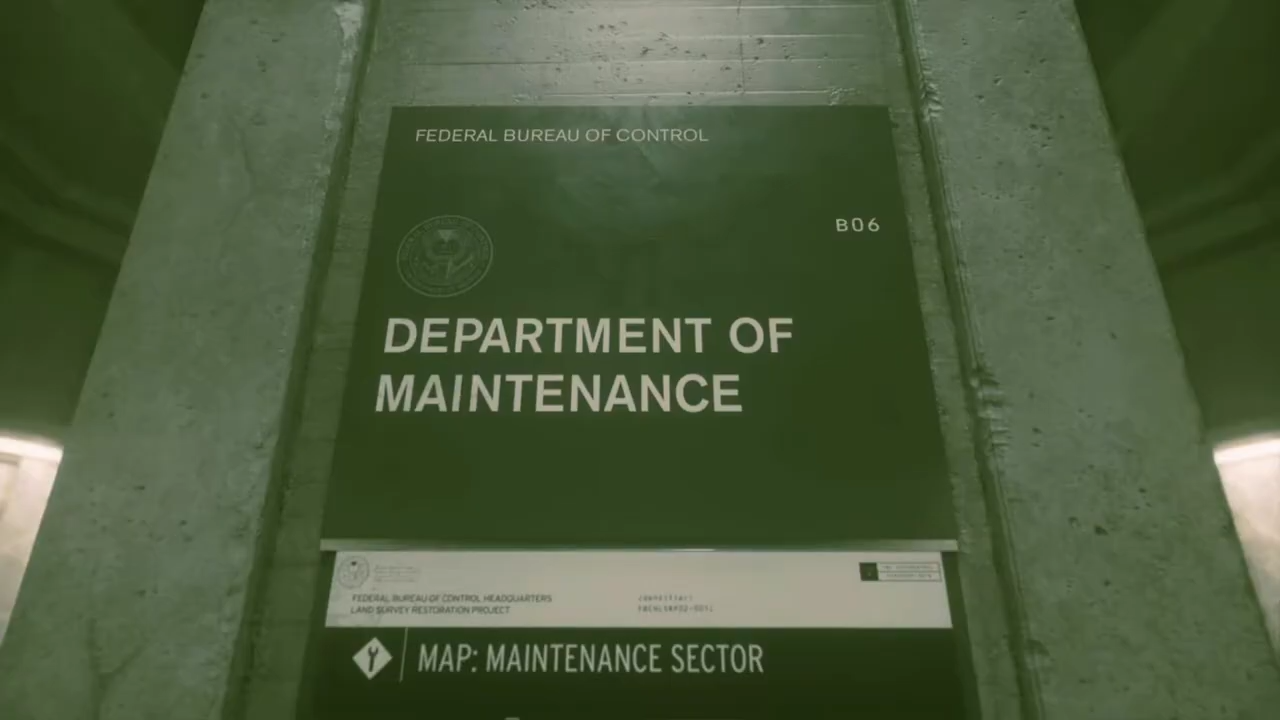 FEDERAL BUREAU OF CONTROL
B06
DEPARTMENT OF
MAINTENANCE
FEDERAL BUREAU OF CONTROL HEADQUARTERS
LAND SURVEY RESTORATION PROJECT
MAP: MAINTENANCE SECTOR